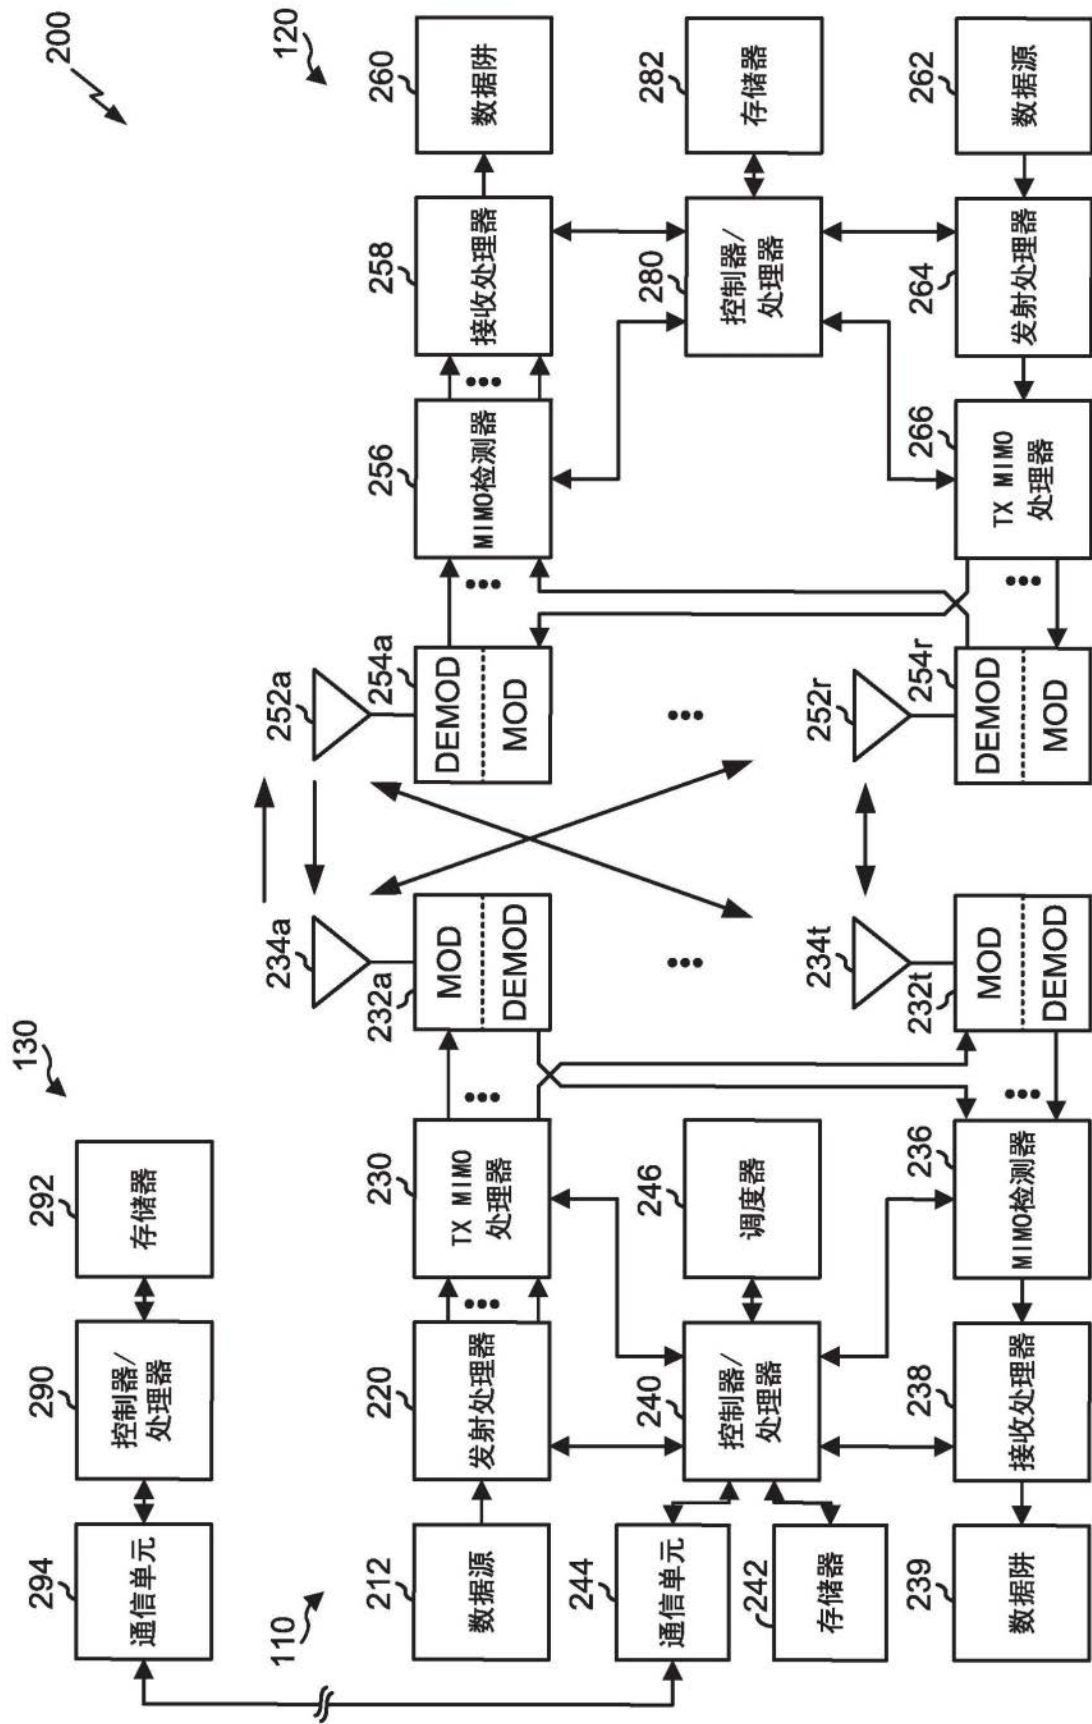 200
130
120
294
290
292
通信单元
控制器/
处理器
存储器
110
234a
252a
212
220
230
232a
254a
256
258
260
数据源
发射处理器
TX MIMO
处理器
MOD
DEMOD
DEMOD
MOD
MIMO检测器
接收处理器
数据阱
244
240
246
280
282
通信单元
控制器/
处理器
调度器
控制器/
处理器
存储器
242
存储器
234t
252r
239
238
236
232t
254r
266
264
262
数据阱
接收处理器
MIMO检测器
MOD
DEMOD
DEMOD
MOD
TX MIMO
处理器
发射处理器
数据源